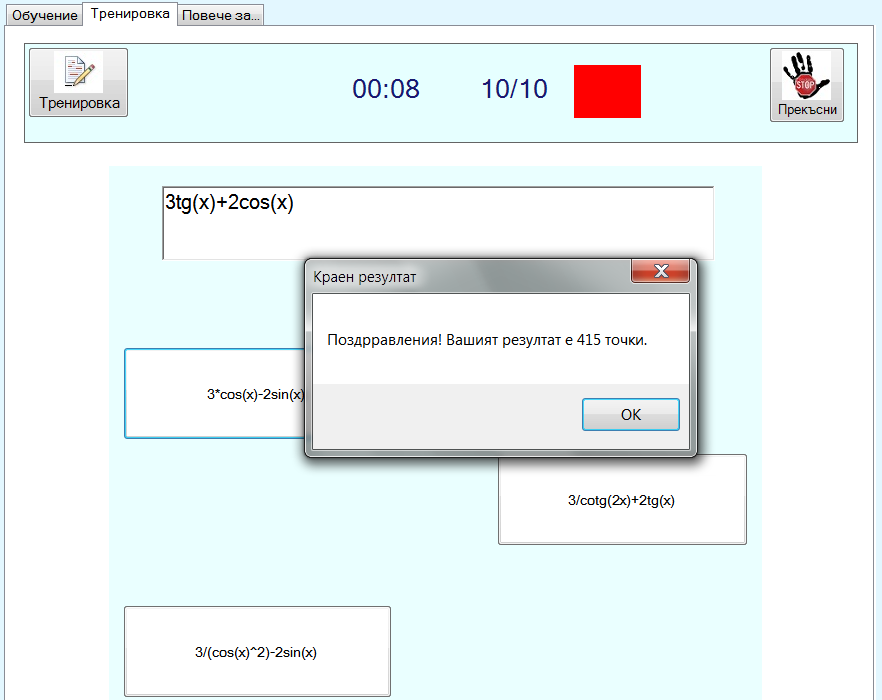 Обучение Тренировка Повече за...
Тренировка 00:08 10/10 STOP Прекъсни
3tg(x)+2cos(x)
Краен резултат
Поздрравления! Вашият резултат е 415 точки.
OK
3*cos(x)-2sin(x)
3/cotg(2x)+2tg(x)
3/(cos(x)^2)-2sin(x)